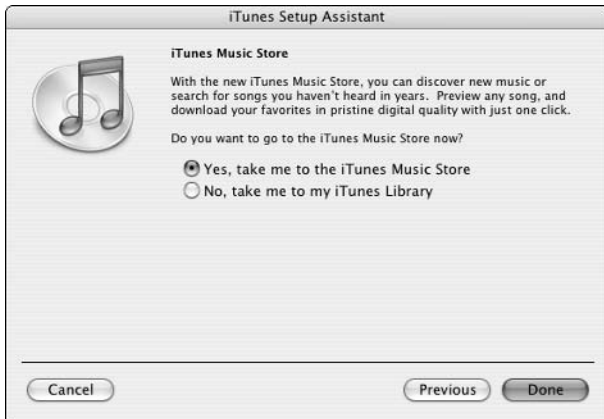 iTunes Setup Assistant
iTunes Music Store
With the new iTunes Music Store, you can discover new music or
search for songs you haven't heard in years.  Preview any song, and
download your favorites in pristine digital quality with just one click.
Do you want to go to the iTunes Music Store now?
Yes, take me to the iTunes Music Store
No, take me to my iTunes Library
Cancel
Previous
Done